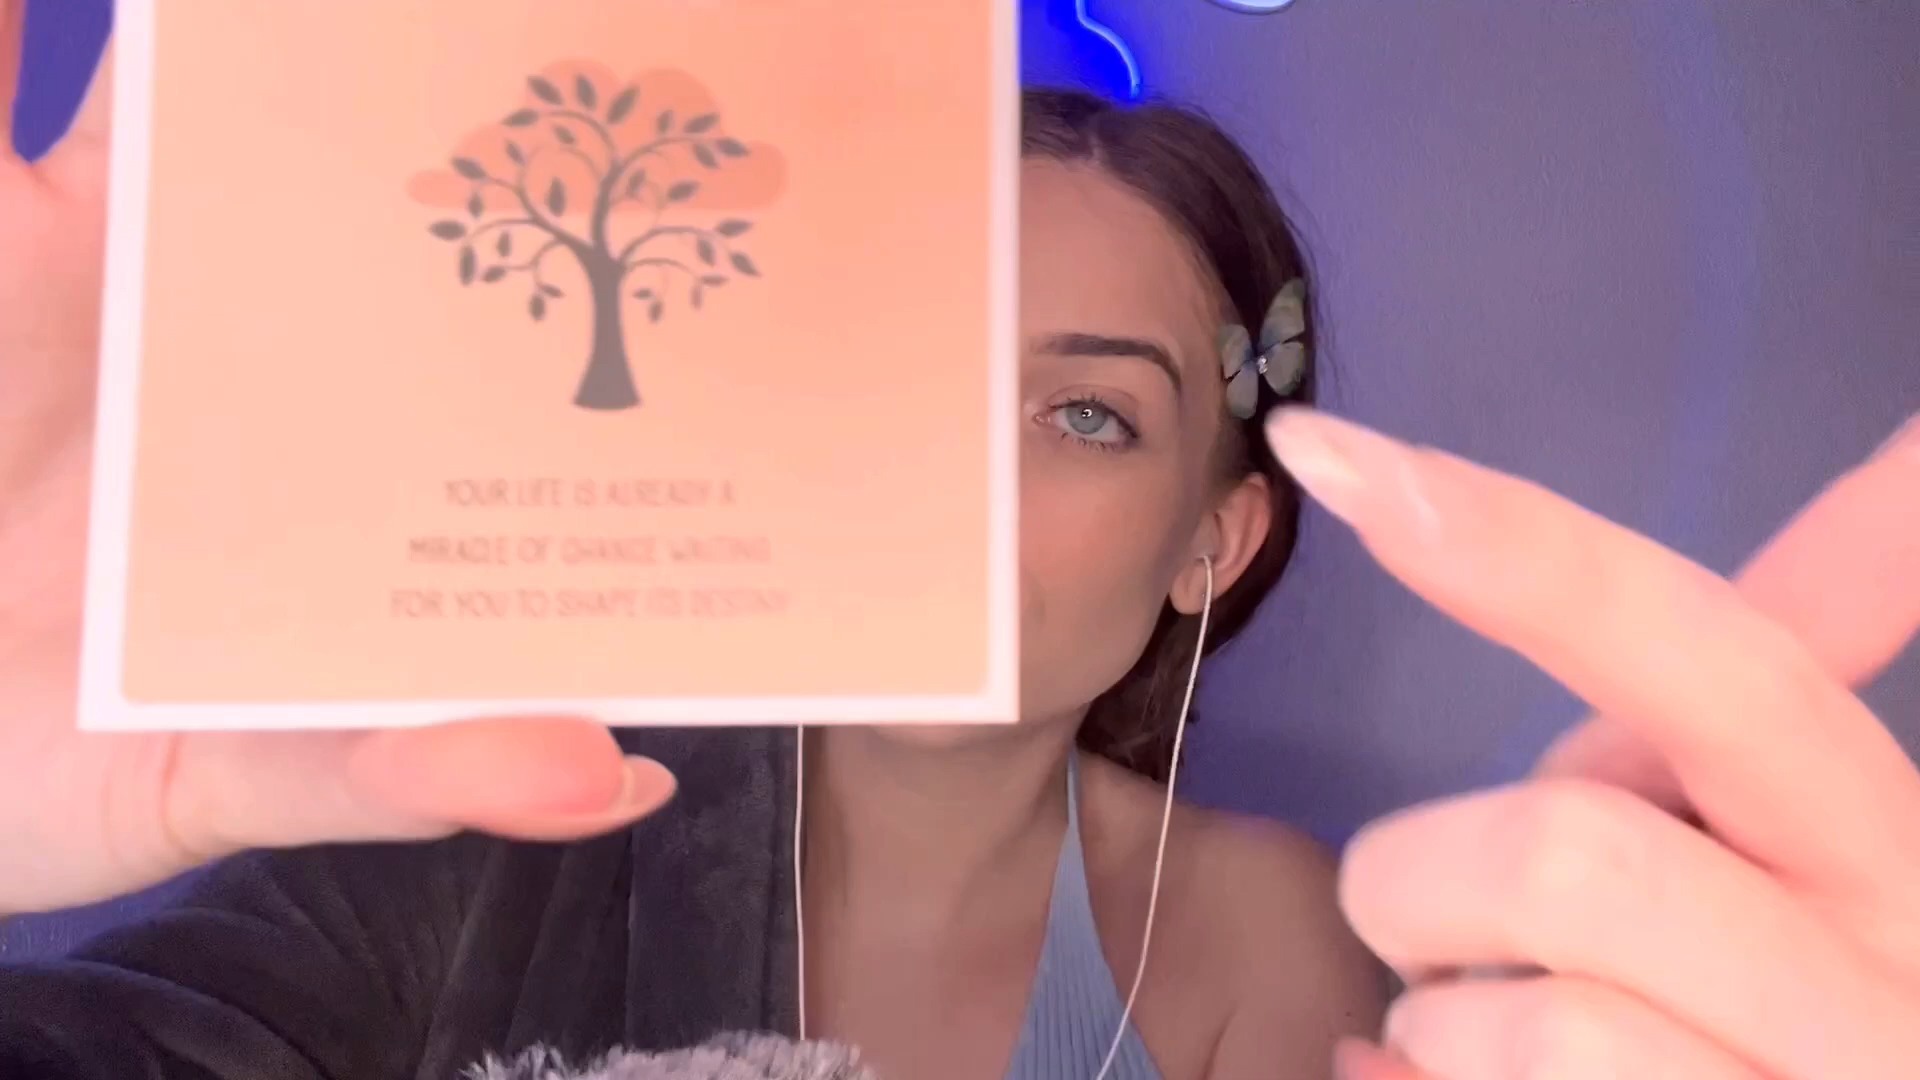 YOUR LIFE IS ALREADY A
MIRACLE OF CHANCE WAITING
FOR YOU TO SHAPE ITS DESTINY